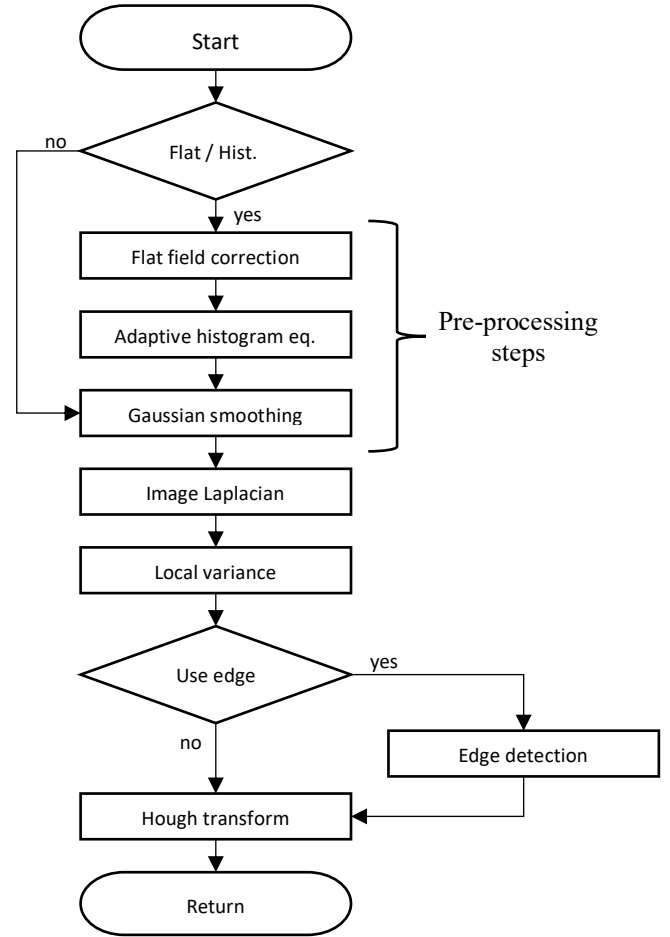 Start
no
Flat / Hist.
yes
Flat field correction
Adaptive histogram eq.
Pre-processing
steps
Gaussian smoothing
Image Laplacian
Local variance
Use edge
yes
no
Edge detection
Hough transform
Return